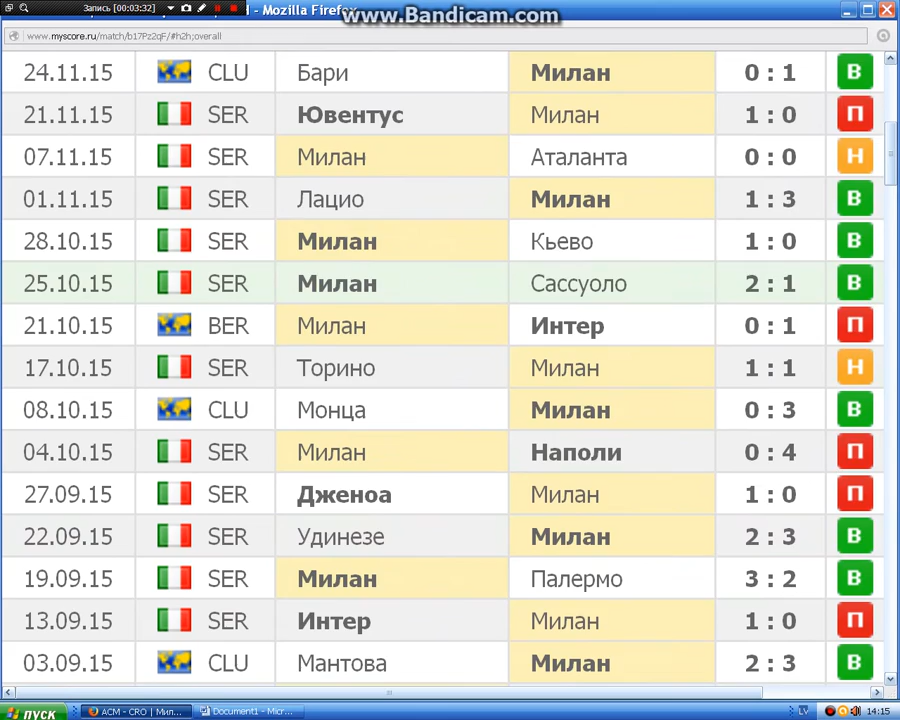 Запись [00:03:32]
- Mozilla Firefox
www.Bandicam.com
www.myscore.ru/match/b17Pz2qF/#h2h;overall
24.11.15 CLU Бари Милан 0 : 1 В
21.11.15 SER Ювентус Милан 1 : 0 П
07.11.15 SER Милан Аталанта 0 : 0 Н
01.11.15 SER Лацио Милан 1 : 3 В
28.10.15 SER Милан Кьево 1 : 0 В
25.10.15 SER Милан Сассуоло 2 : 1 В
21.10.15 BER Милан Интер 0 : 1 П
17.10.15 SER Торино Милан 1 : 1 Н
08.10.15 CLU Монца Милан 0 : 3 В
04.10.15 SER Милан Наполи 0 : 4 П
27.09.15 SER Дженоа Милан 1 : 0 П
22.09.15 SER Удинезе Милан 2 : 3 В
19.09.15 SER Милан Палермо 3 : 2 В
13.09.15 SER Интер Милан 1 : 0 П
03.09.15 CLU Мантова Милан 2 : 3 В
пуск ACM - CRO | Мил... Document1 - Micr... LV 14:15